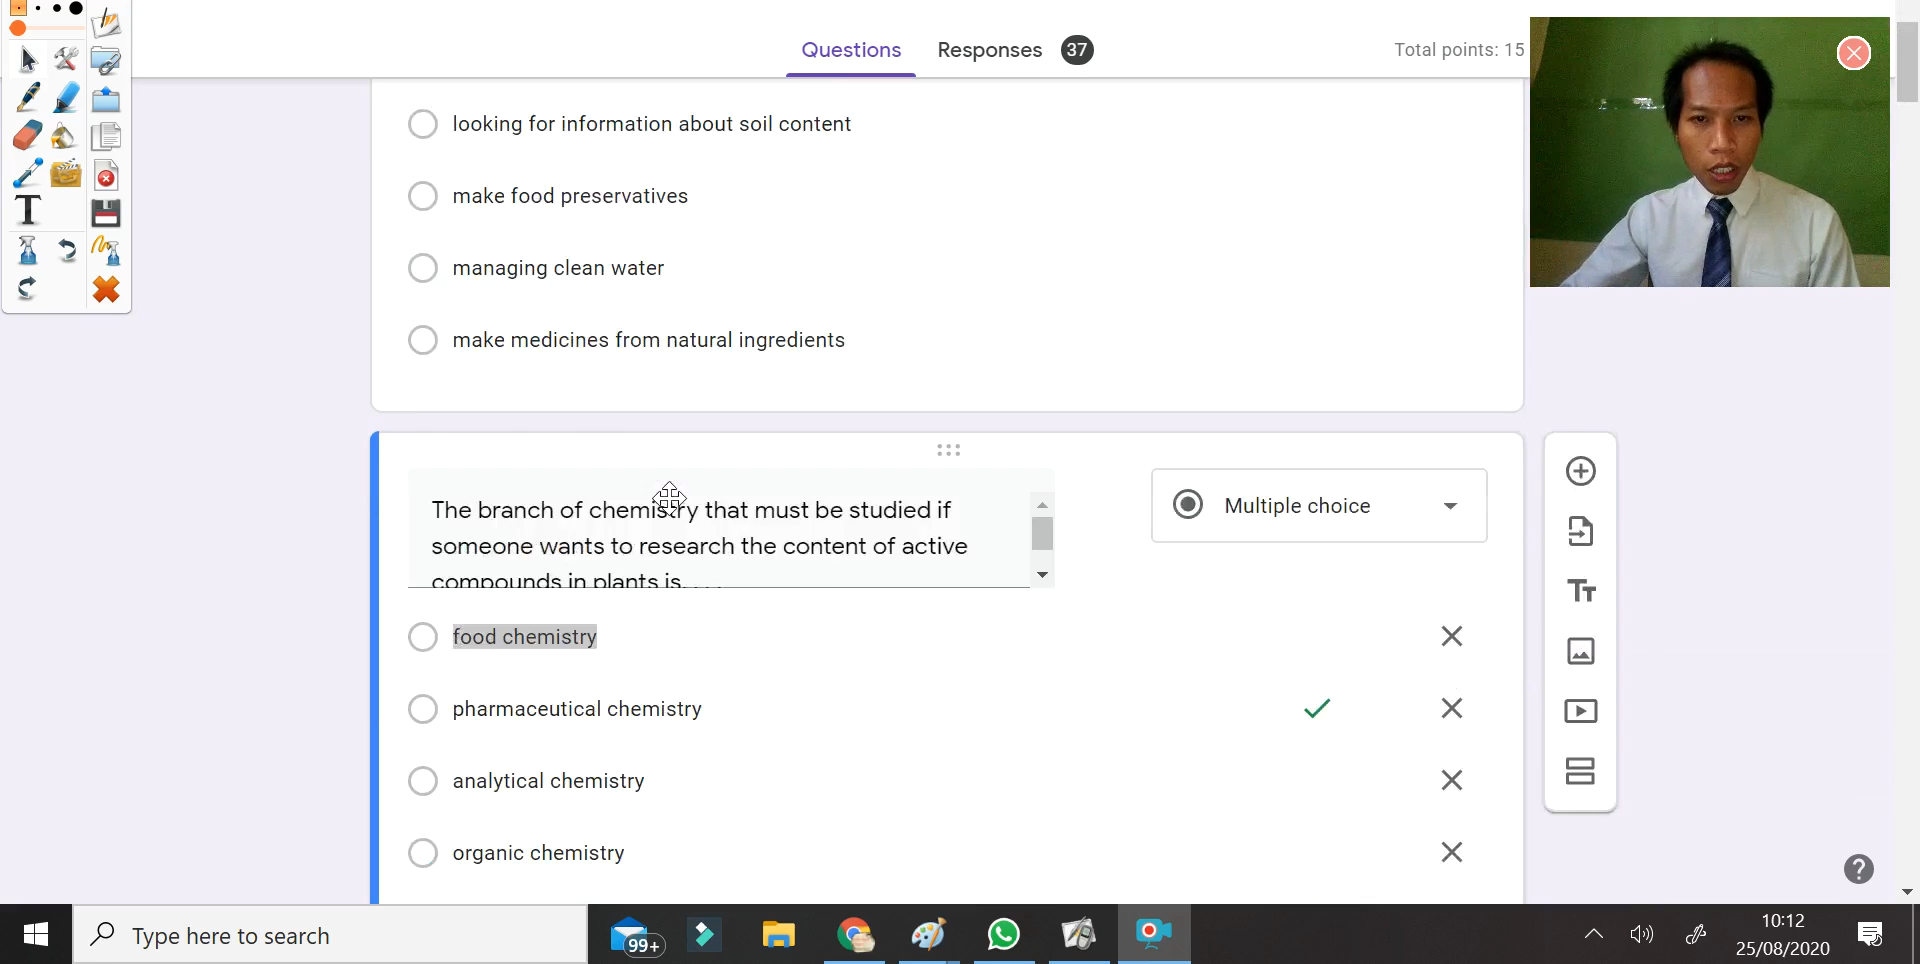 Questions
Responses
37
Total points: 15
looking for information about soil content
make food preservatives
managing clean water
make medicines from natural ingredients
The branch of chemistry that must be studied if
someone wants to research the content of active
compounds in plants is. . . .
Multiple choice
food chemistry
pharmaceutical chemistry
analytical chemistry
organic chemistry
Type here to search
99+
10:12
25/08/2020